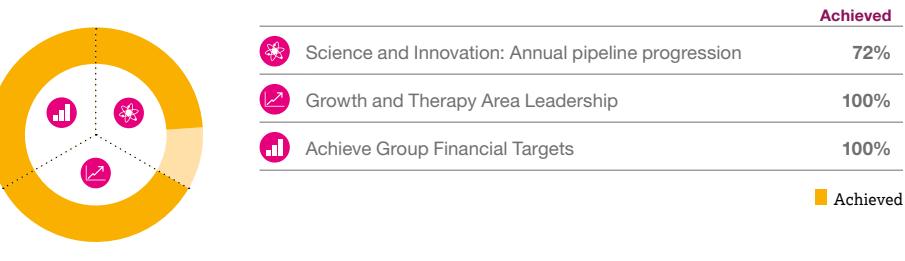 Achieved
Science and Innovation: Annual pipeline progression 72%
Growth and Therapy Area Leadership 100%
Achieve Group Financial Targets 100%
Achieved